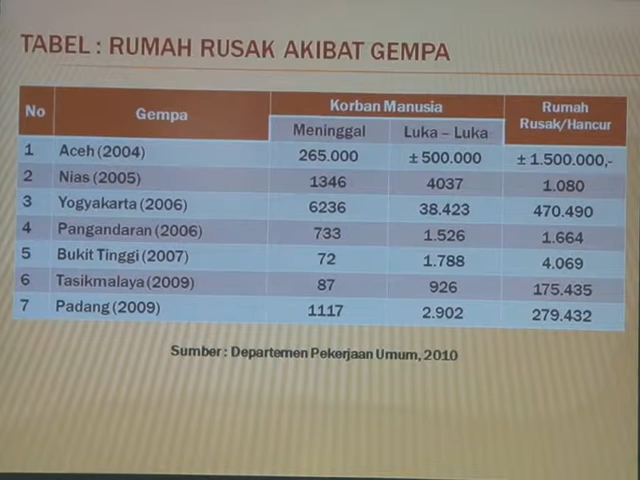 TABEL : RUMAH RUSAK AKIBAT GEMPA
No Gempa Korban Manusia Rumah Rusak/Hancur
Meninggal Luka – Luka
1 Aceh (2004) 265.000 ± 500.000 ± 1.500.000,-
2 Nias (2005) 1346 4037 1.080
3 Yogyakarta (2006) 6236 38.423 470.490
4 Pangandaran (2006) 733 1.526 1.664
5 Bukit Tinggi (2007) 72 1.788 4.069
6 Tasikmalaya (2009) 87 926 175.435
7 Padang (2009) 1117 2.902 279.432
Sumber : Departemen Pekerjaan Umum, 2010